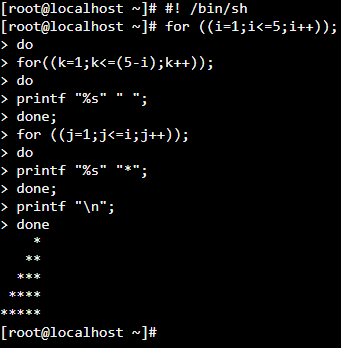 [root@localhost ~]# #! /bin/sh
[root@localhost ~]# for ((i=1;i<=5;i++));
> do
> for((k=1;k<=(5-i);k++));
> do
> printf "%s" " ";
> done;
> for ((j=1;j<=i;j++));
> do
> printf "%s" "*";
> done;
> printf "\n";
> done
    *
   **
  ***
 ****
*****
[root@localhost ~]#